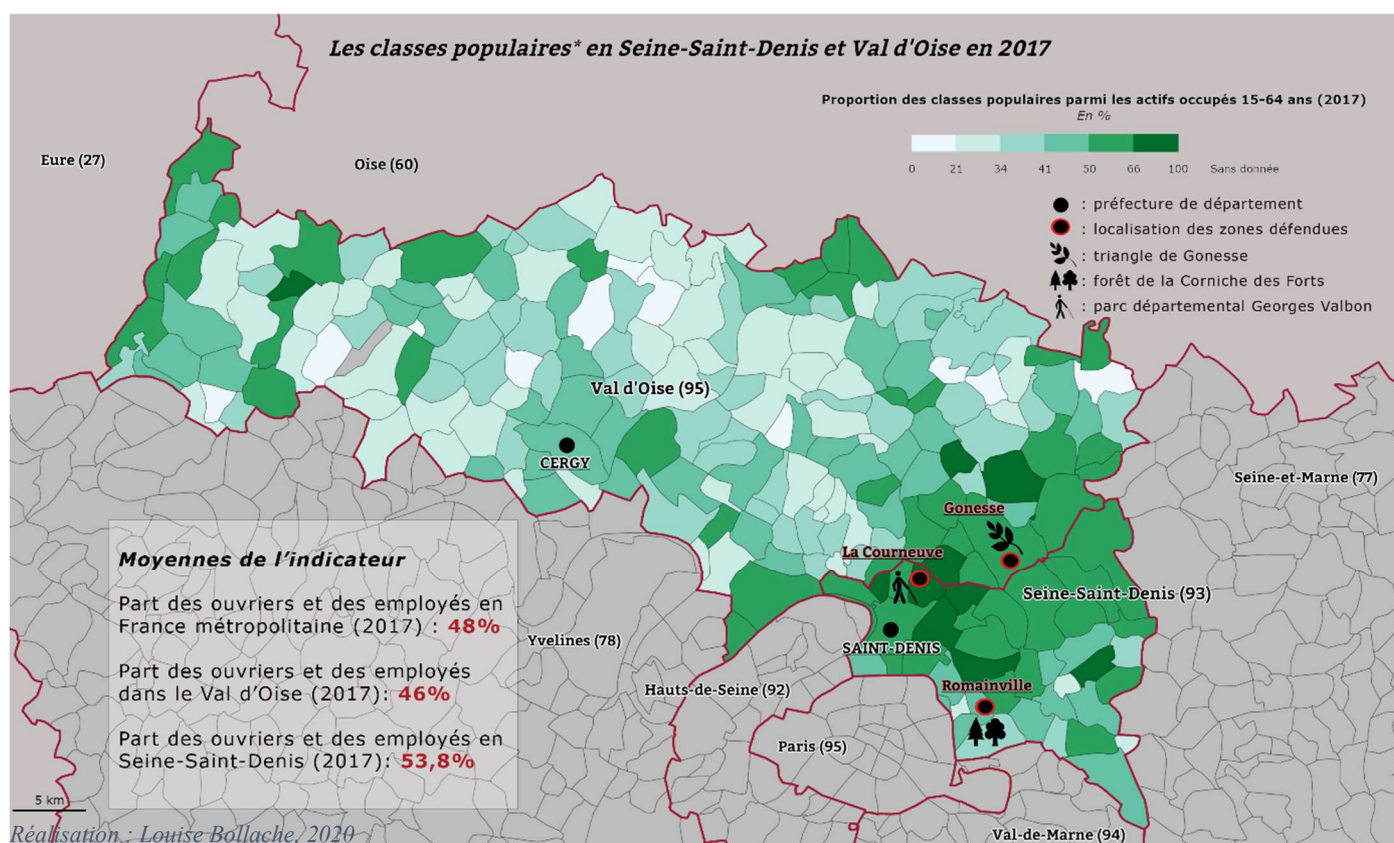 Les classes populaires* en Seine-Saint-Denis et Val d'Oise en 2017
Proportion des classes populaires parmi les actifs occupés 15-64 ans (2017)
En %
0 21 34 41 50 66 100 Sans donnée
: préfecture de département
: localisation des zones défendues
: triangle de Gonesse
: forêt de la Corniche des Forts
: parc départemental Georges Valbon
Eure (27)
Oise (60)
Val d'Oise (95)
CERGY
Seine-et-Marne (77)
Gonesse
La Courneuve
Seine-Saint-Denis (93)
SAINT-DENIS
Yvelines (78)
Hauts-de-Seine (92)
Romainville
Paris (95)
Val-de-Marne (94)
Moyennes de l’indicateur
Part des ouvriers et des employés en
France métropolitaine (2017) : 48%
Part des ouvriers et des employés
dans le Val d’Oise (2017): 46%
Part des ouvriers et des employés en
Seine-Saint-Denis (2017): 53,8%
5 km
Réalisation : Louise Bollache, 2020